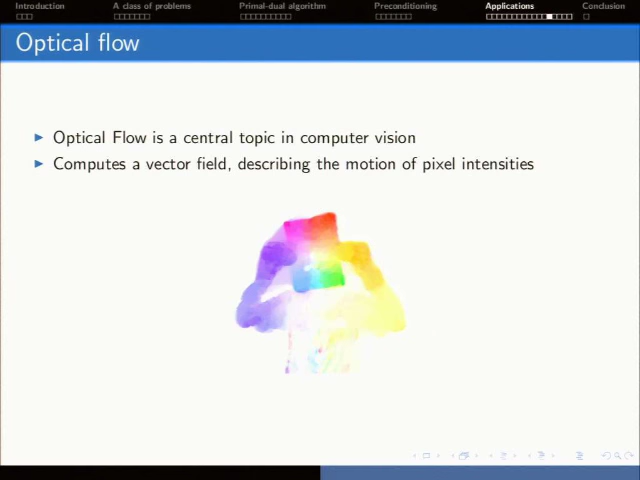 Introduction
A class of problems
Primal-dual algorithm
Preconditioning
Applications
Conclusion
Optical flow
Optical Flow is a central topic in computer vision
Computes a vector field, describing the motion of pixel intensities